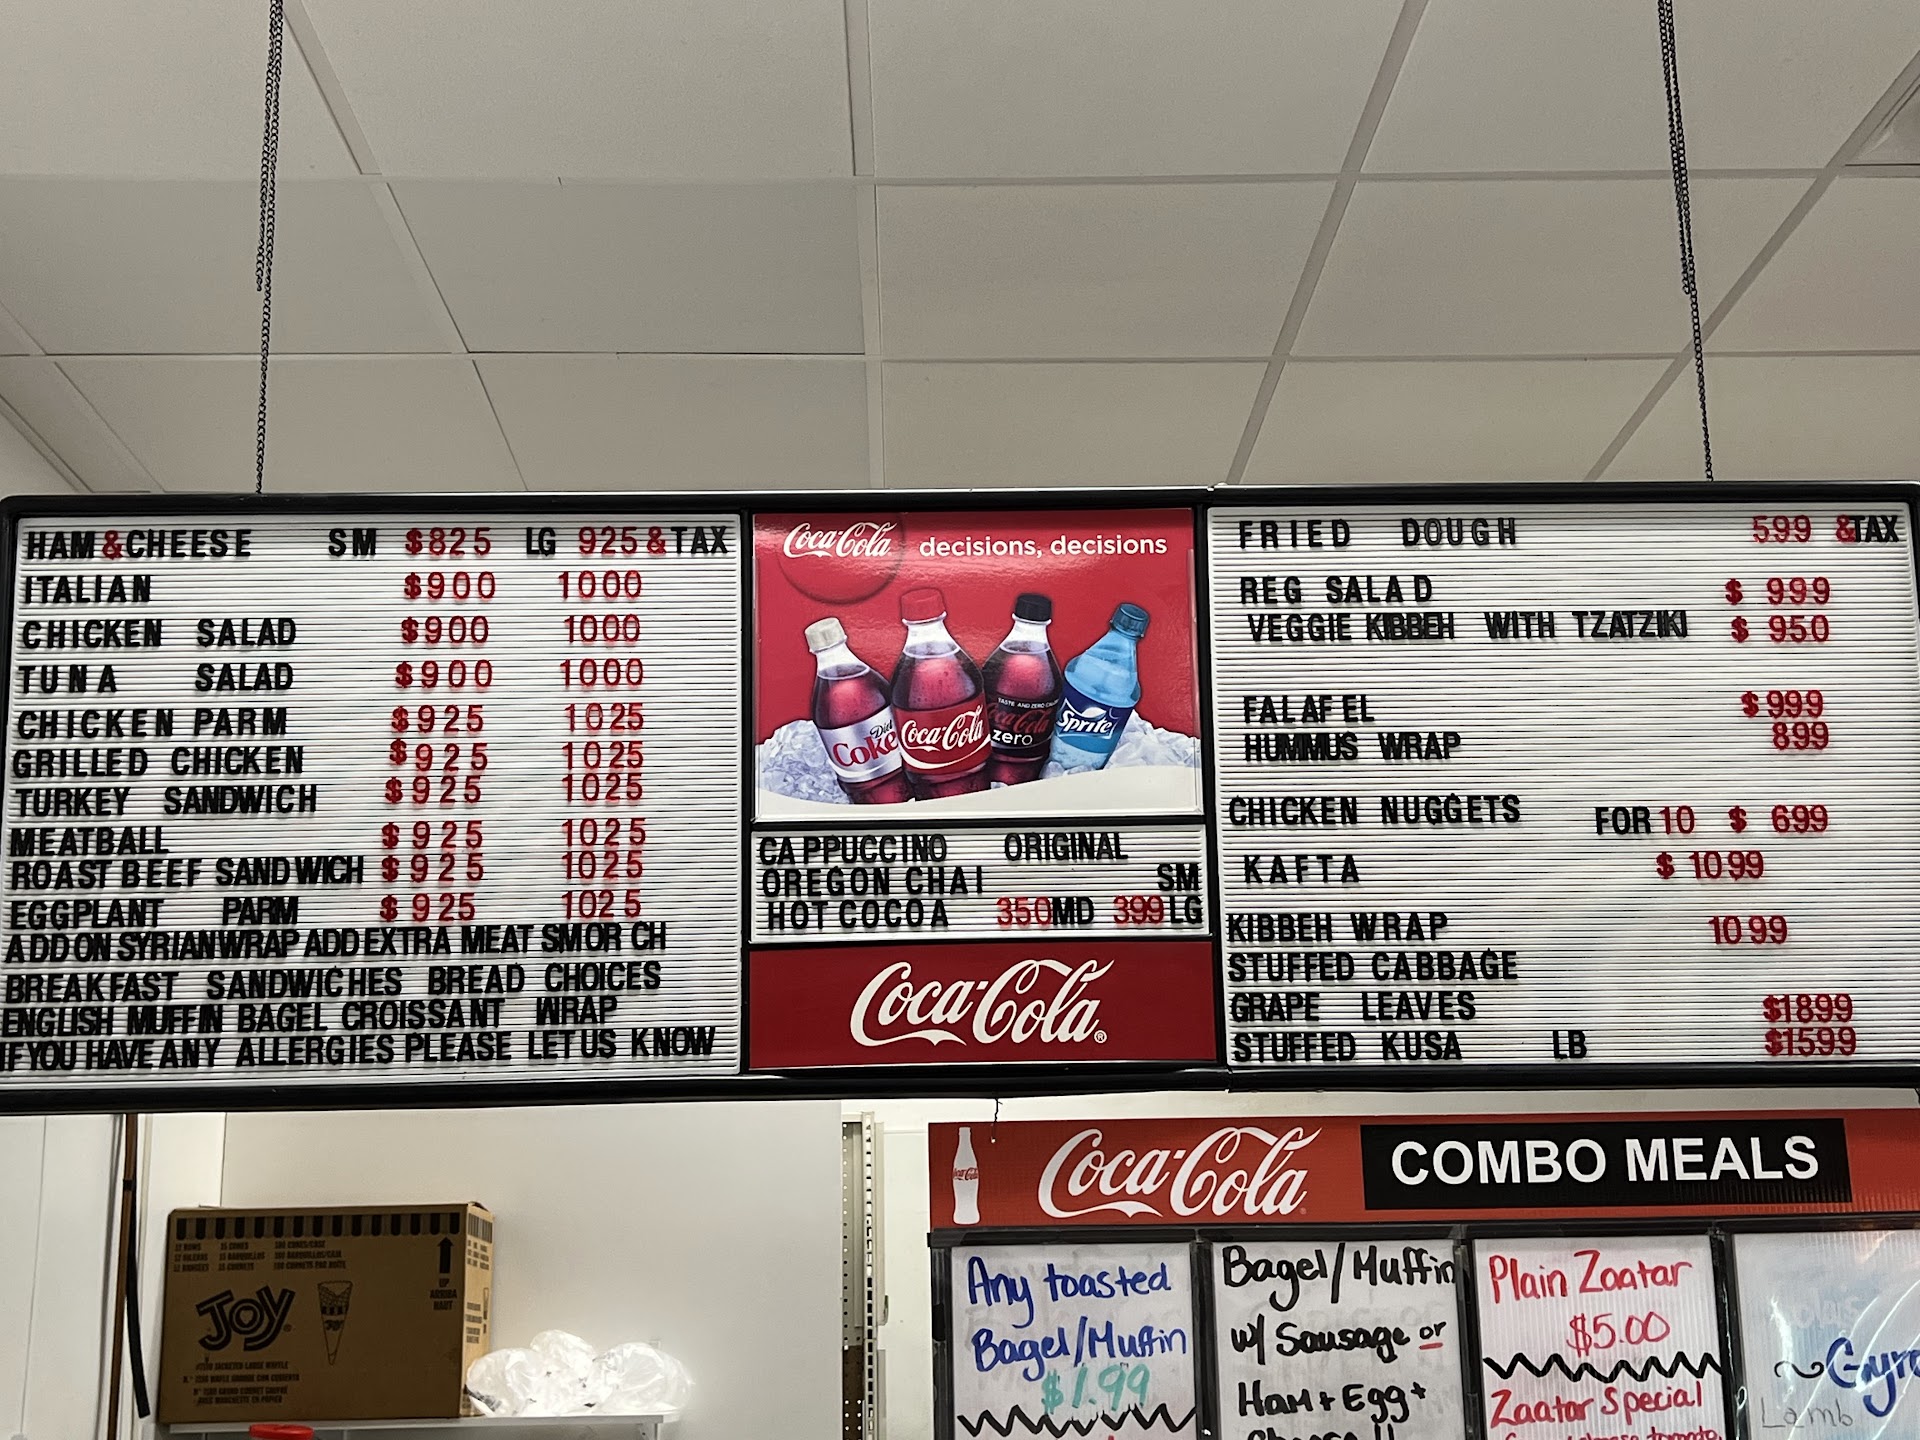 HAM&CHEESE SM $825 LG 925 & TAX
ITALIAN $900 1000
CHICKEN SALAD $900 1000
TUNA SALAD $900 1000
CHICKEN PARM $925 1025
GRILLED CHICKEN $925 1025
TURKEY SANDWICH $925 1025
MEATBALL $925 1025
ROAST BEEF SANDWICH $925 1025
EGGPLANT PARM $925 1025
ADD ON SYRIAN WRAP ADD EXTRA MEAT SM OR CH
BREAKFAST SANDWICHES BREAD CHOICES
ENGLISH MUFFIN BAGEL CROISSANT WRAP
IF YOU HAVE ANY ALLERGIES PLEASE LET US KNOW
Coca-Cola decisions, decisions
Diet Coke
Coca-Cola
Coca-Cola zero
Sprite
CAPPUCCINO ORIGINAL
OREGON CHAI SM
HOT COCOA 350MD 399LG
Coca-Cola
FRIED DOUGH 599 &TAX
REG SALAD $ 999
VEGGIE KIBBEH WITH TZATZIKI $ 950
FALAFEL $999
HUMMUS WRAP 899
CHICKEN NUGGETS FOR 10 $ 699
KAFTA $ 1099
KIBBEH WRAP 1099
STUFFED CABBAGE
GRAPE LEAVES $1899
STUFFED KUSA LB $1599
Coca-Cola COMBO MEALS
Any toasted
Bagel/Muffin
$1.99
Bagel/Muffin
w/ Sausage or
Ham + Egg +
Plain Zaatar
$5.00
Zaatar Special
Gyro
Lamb
JOY
UP
ARRIBA
HAUT